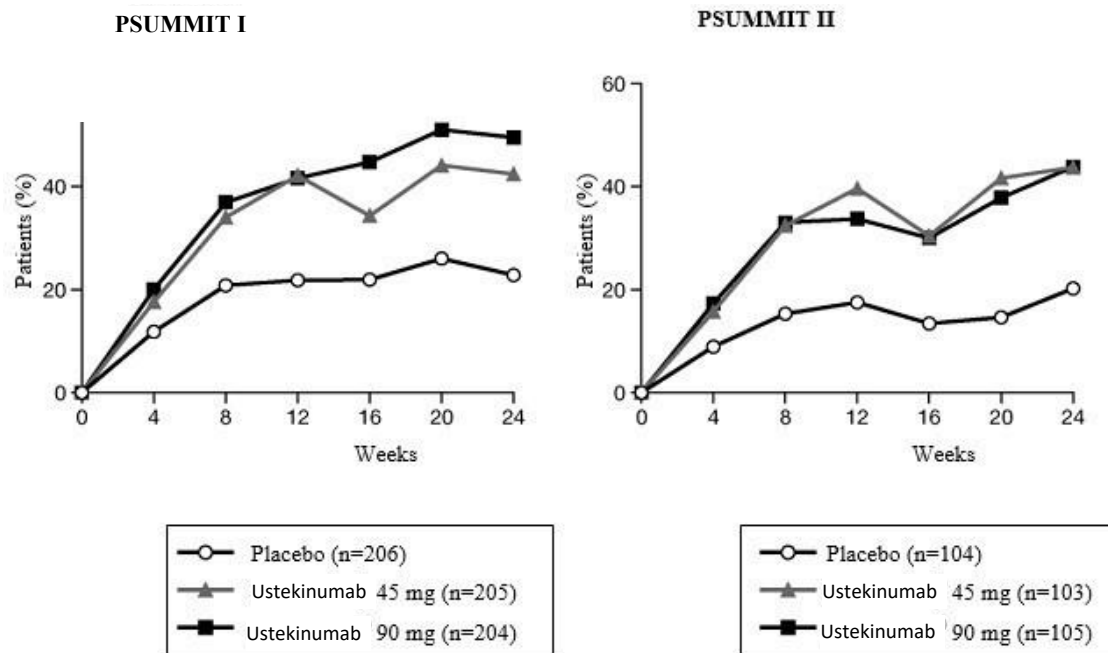 PSUMMIT I
Patients (%)
40
20
0
0 4 8 12 16 20 24
Weeks
Placebo (n=206)
Ustekinumab 45 mg (n=205)
Ustekinumab 90 mg (n=204)
PSUMMIT II
Patients (%)
60
40
20
0
0 4 8 12 16 20 24
Weeks
Placebo (n=104)
Ustekinumab 45 mg (n=103)
Ustekinumab 90 mg (n=105)